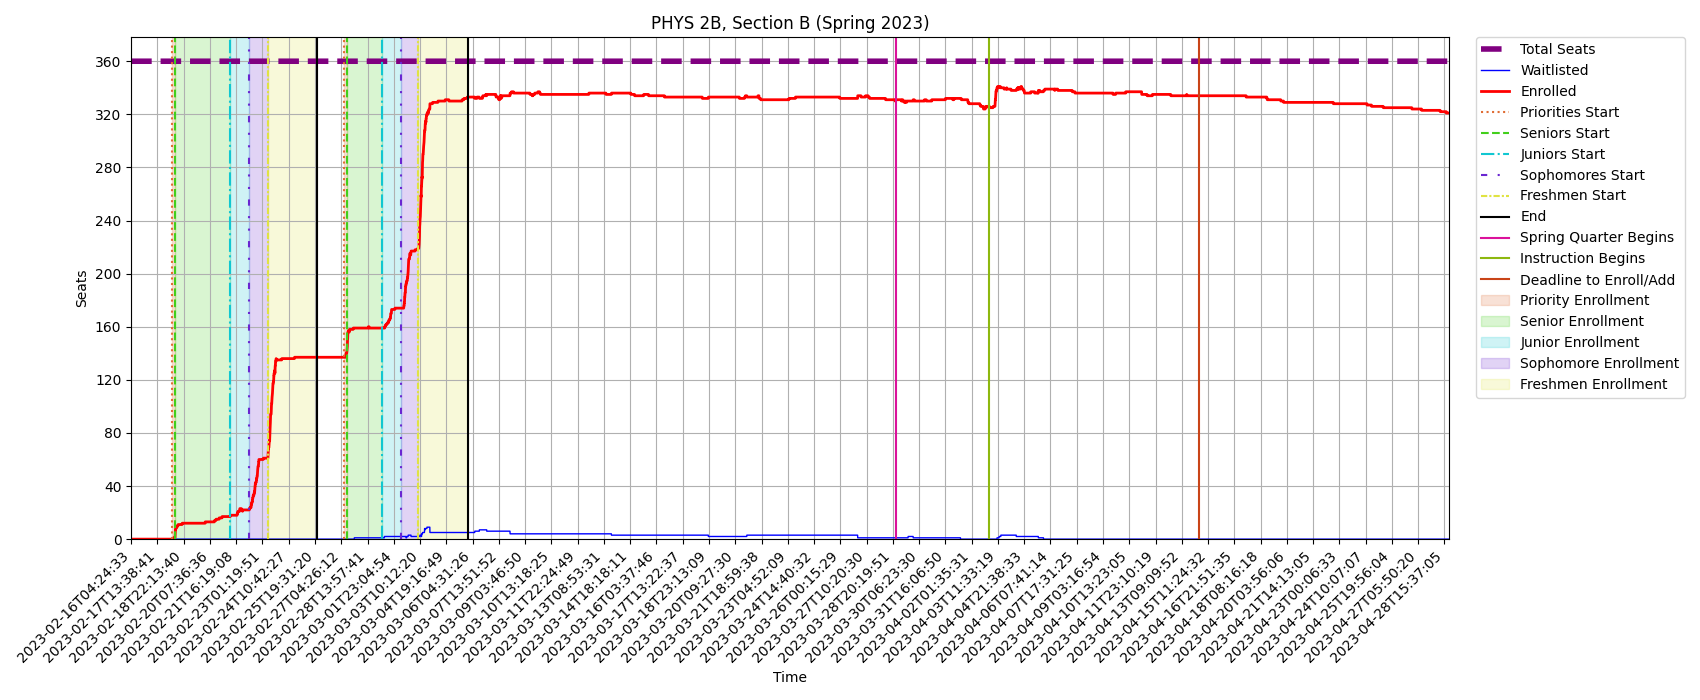 PHYS 2B, Section B (Spring 2023)
Seats
360
320
280
240
200
160
120
80
40
0
2023-02-16T04:24:33
2023-02-17T13:38:41
2023-02-18T22:13:40
2023-02-20T07:36:36
2023-02-21T16:19:08
2023-02-23T01:19:51
2023-02-24T10:42:27
2023-02-25T19:31:20
2023-02-27T04:26:12
2023-02-28T13:57:41
2023-03-01T23:04:54
2023-03-03T10:12:20
2023-03-04T19:16:49
2023-03-06T04:31:26
2023-03-07T13:51:52
2023-03-09T03:46:50
2023-03-10T13:18:25
2023-03-11T22:24:49
2023-03-13T08:53:31
2023-03-14T18:18:11
2023-03-16T03:37:46
2023-03-17T13:22:37
2023-03-18T23:13:09
2023-03-20T09:27:30
2023-03-21T18:59:38
2023-03-23T04:52:09
2023-03-24T14:40:32
2023-03-26T00:15:29
2023-03-27T10:20:30
2023-03-28T20:19:51
2023-03-30T06:23:30
2023-03-31T16:06:50
2023-04-02T01:35:31
2023-04-03T11:33:19
2023-04-04T21:38:33
2023-04-06T07:41:14
2023-04-07T17:31:25
2023-04-09T03:16:54
2023-04-10T13:23:05
2023-04-11T23:10:19
2023-04-13T09:09:52
2023-04-15T11:24:32
2023-04-16T21:51:35
2023-04-18T08:16:18
2023-04-20T03:56:06
2023-04-21T14:13:05
2023-04-23T00:06:33
2023-04-24T10:07:07
2023-04-25T19:56:04
2023-04-27T05:50:20
2023-04-28T15:37:05
Time
Total Seats
Waitlisted
Enrolled
Priorities Start
Seniors Start
Juniors Start
Sophomores Start
Freshmen Start
End
Spring Quarter Begins
Instruction Begins
Deadline to Enroll/Add
Priority Enrollment
Senior Enrollment
Junior Enrollment
Sophomore Enrollment
Freshmen Enrollment